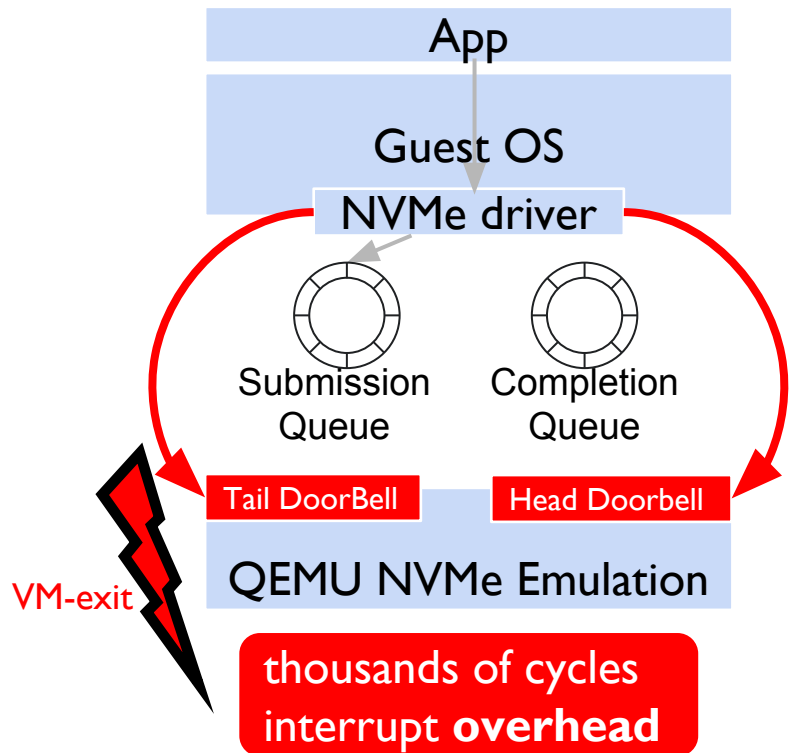 App
Guest OS
NVMe driver
Submission
Queue
Completion
Queue
Tail DoorBell
Head Doorbell
QEMU NVMe Emulation
VM-exit
thousands of cycles
interrupt overhead